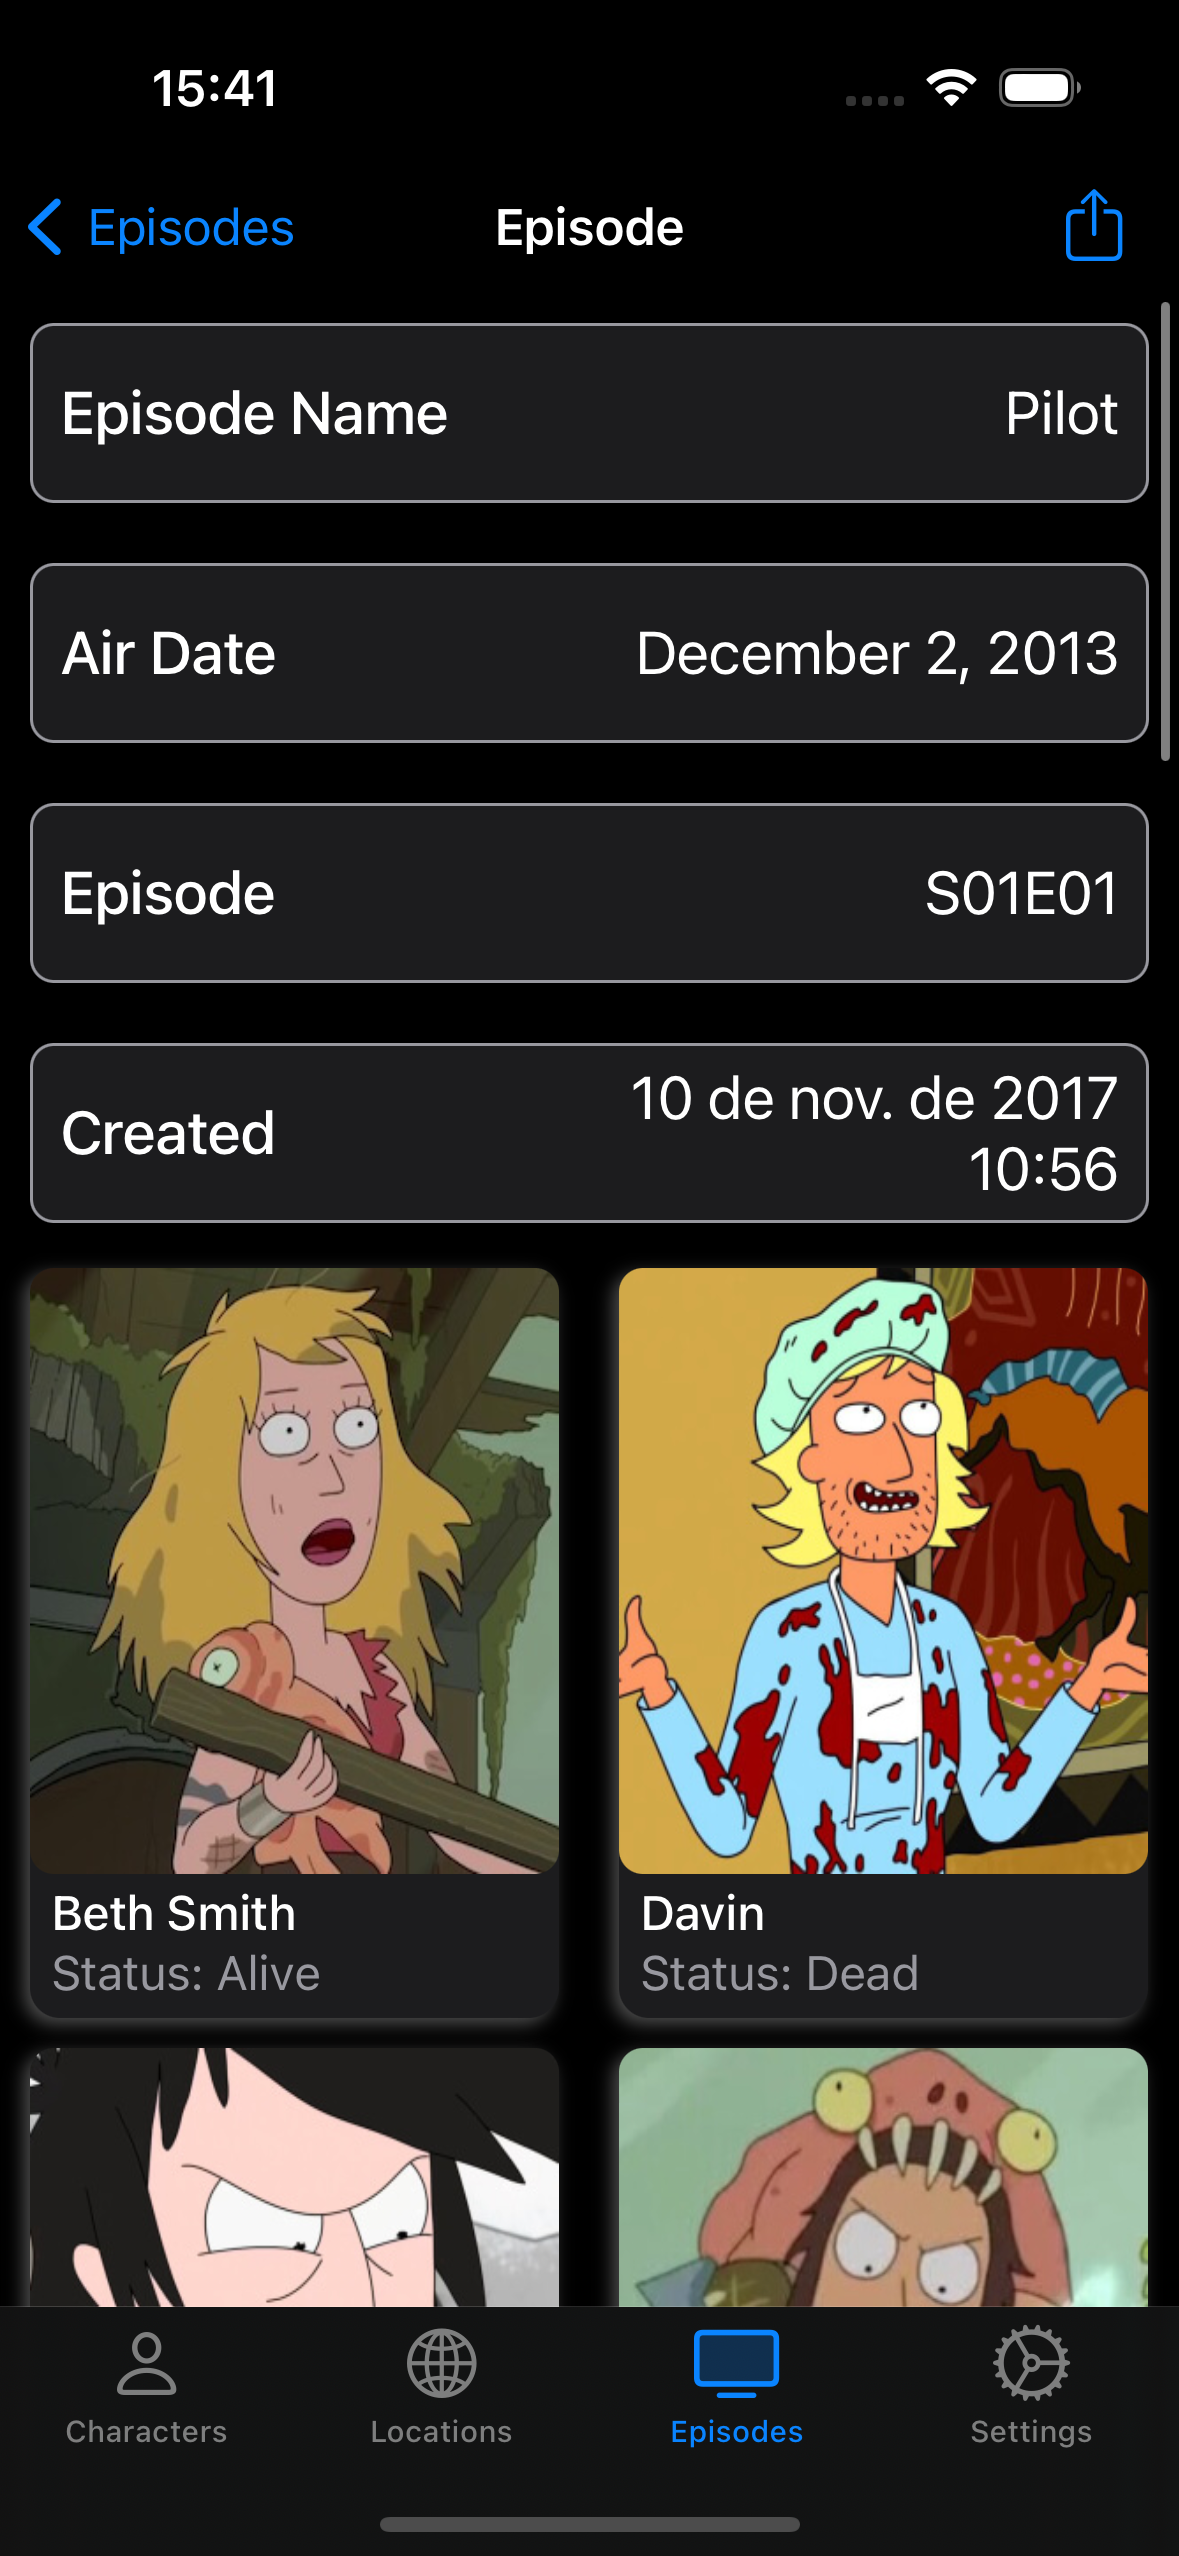 15:41
Episodes
Episode
Episode Name
Pilot
Air Date
December 2, 2013
Episode
S01E01
Created
10 de nov. de 2017
10:56
Beth Smith
Status: Alive
Davin
Status: Dead
Characters
Locations
Episodes
Settings